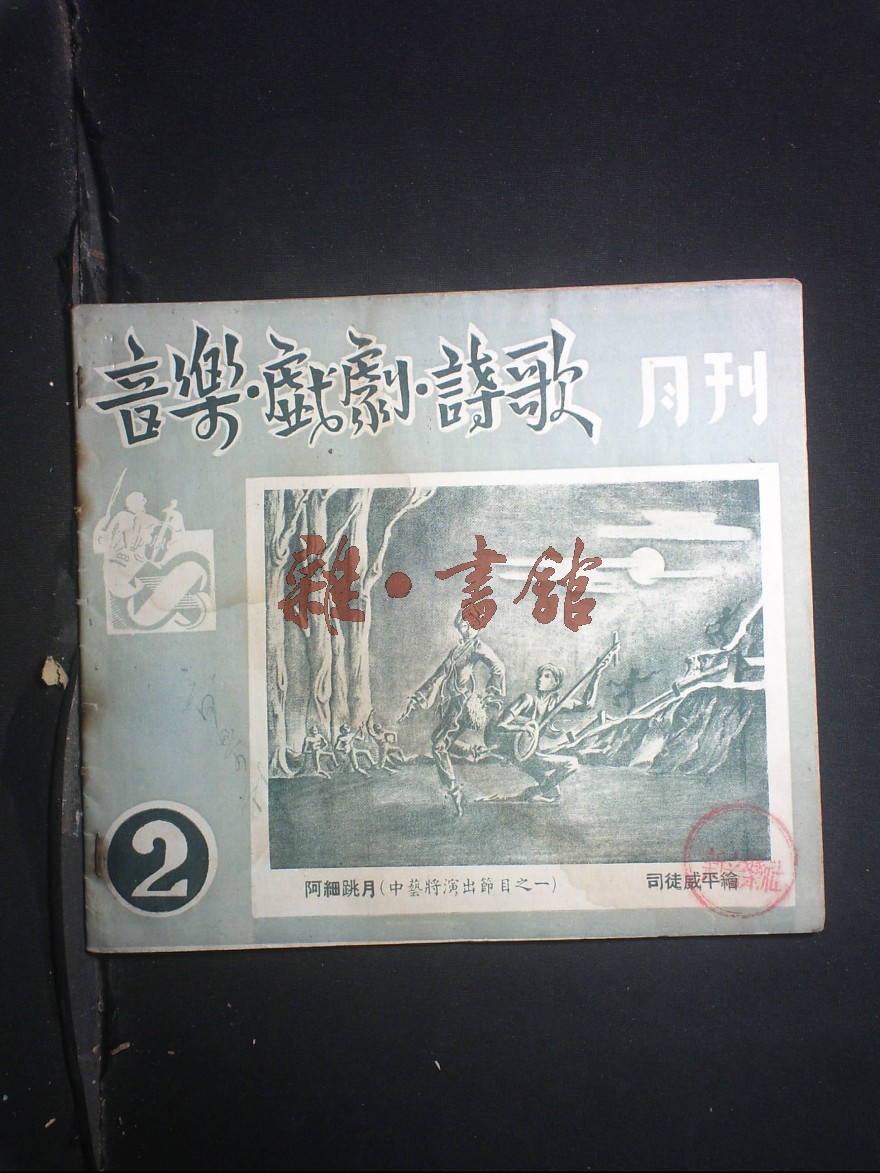 音樂·戲劇·詩歌 月刊
雜·書館
2
阿細跳月(中藝將演出節目之一) 司徒威平繪